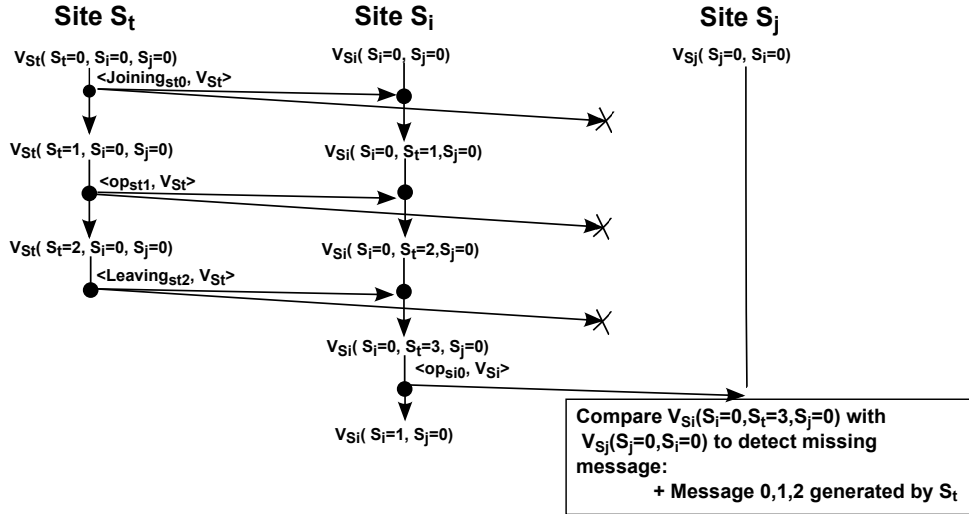 Site St
Site Si
Site Sj
VSt( St=0, Si=0, Sj=0)
VSi( Si=0, Sj=0)
VSj( Sj=0, Si=0)
<Joiningst0, VSt>
VSt( St=1, Si=0, Sj=0)
VSi( Si=0, St=1,Sj=0)
<opst1, VSt>
VSt( St=2, Si=0, Sj=0)
VSi( Si=0, St=2,Sj=0)
<Leavingst2, VSt>
VSi( Si=0, St=3, Sj=0)
<opsi0, VSi>
VSi( Si=1, Sj=0)
Compare VSi(Si=0,St=3,Sj=0) with
VSj(Sj=0,Si=0) to detect missing
message:
+ Message 0,1,2 generated by St